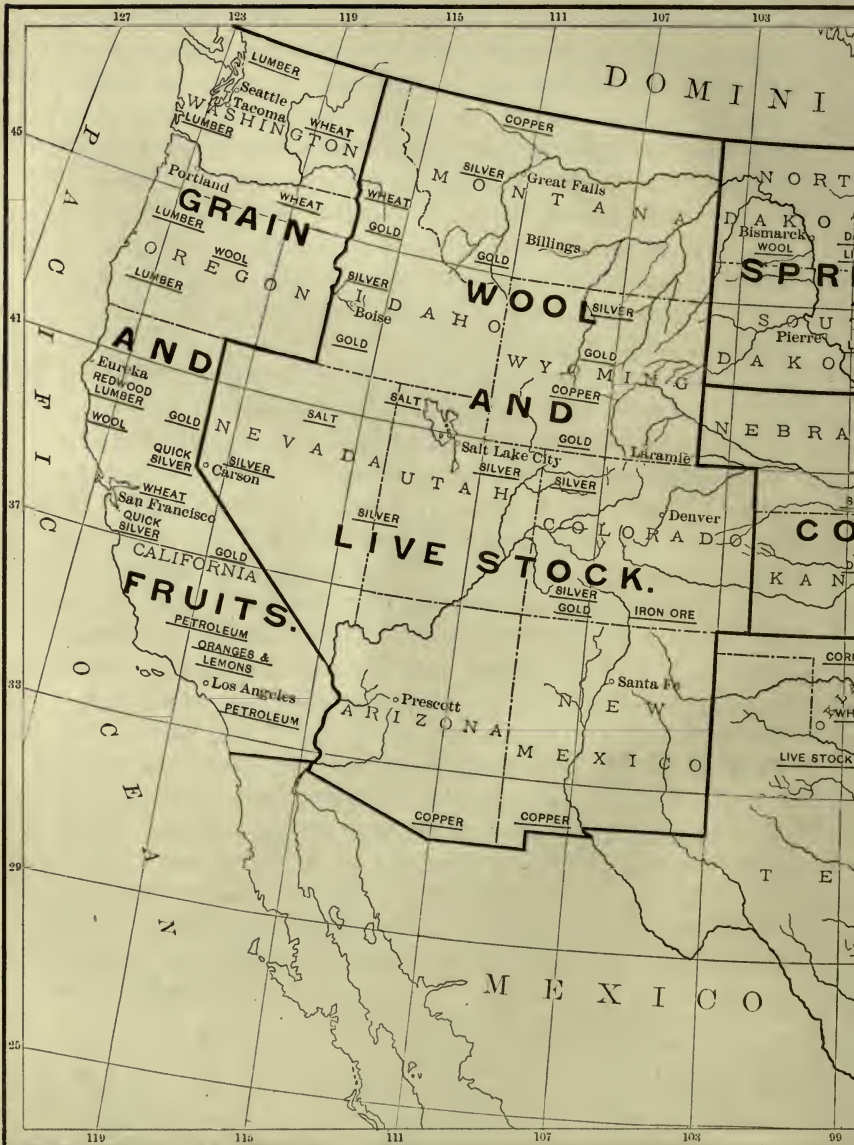 127 123 119 115 111 107 103
DOMINI
LUMBER
Seattle
Tacoma
WASHINGTON
LUMBER
WHEAT
COPPER
45
PACIFIC
OCEAN
Portland
WHEAT
WHEAT
GOLD
SILVER
Great Falls
MONTANA
Billings
GOLD
NORT
DAKO
Bismarck
WOOL
D
LI
SPRI
SOU
Pierre
DAKO
GRAIN
LUMBER
WOOL
OREGON
LUMBER
SILVER
IDAHO
Boise
GOLD
WOOL
SILVER
GOLD
WYOMING
COPPER
41
AND
Eureka
REDWOOD
LUMBER
WOOL
GOLD
QUICK
SILVER
NEVADA
SALT
SALT
AND
GOLD
Laramie
NEBRA
SILVER
Carson
Salt Lake City
SILVER
UTAH
SILVER
SILVER
37
WHEAT
San Francisco
QUICK
SILVER
GOLD
CALIFORNIA
LIVE STOCK.
COLORADO
Denver
CO
KAN
SILVER
GOLD
IRON ORE
FRUITS.
PETROLEUM
ORANGES &
LEMONS
Los Angeles
PETROLEUM
33
Prescott
ARIZONA
Santa Fe
NEW
MEXICO
COR
WH
LIVE STOCK
COPPER
COPPER
29
TE
MEXICO
25
119 115 111 107 103 99